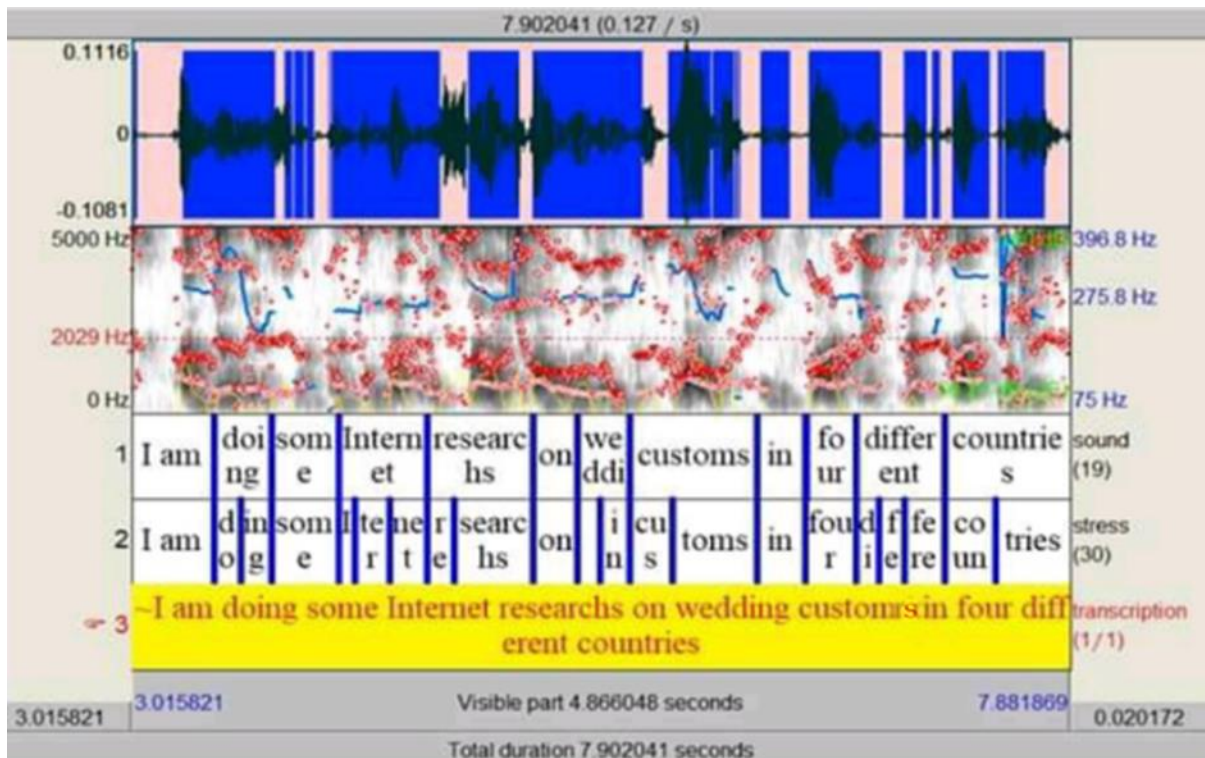 7.902041 (0.127 / s)
0.1116
0
-0.1081
5000 Hz
396.8 Hz
275.8 Hz
2029 Hz
0 Hz
75 Hz
1
I am
doi
ng
som
e
Intern
et
researc
hs
on
we
ddi
customs
in
fo
ur
differ
ent
countrie
s
sound
(19)
2
I am
d
o
in
g
som
e
I
te
r
ne
t
r
e
searc
hs
on
i
n
cu
s
toms
in
fou
r
d
i
f
e
fe
re
co
un
tries
stress
(30)
3
~I am doing some Internet researchs on wedding customrs in four diff
erent countries
transcription
(1/1)
3.015821
Visible part 4.866048 seconds
7.881869
3.015821
0.020172
Total duration 7.902041 seconds